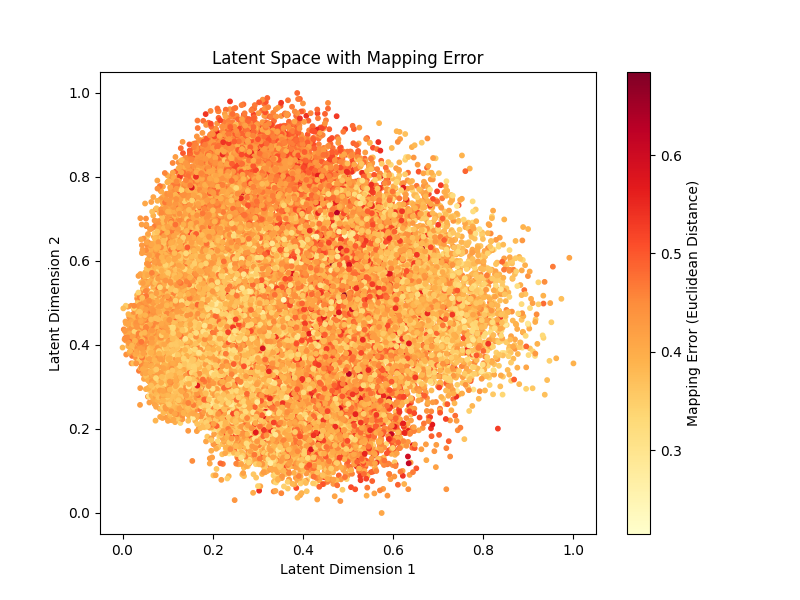 Latent Space with Mapping Error
1.0
0.8
0.6
0.4
0.2
0.0
Latent Dimension 2
0.0 0.2 0.4 0.6 0.8 1.0
Latent Dimension 1
0.6
0.5
0.4
0.3
Mapping Error (Euclidean Distance)